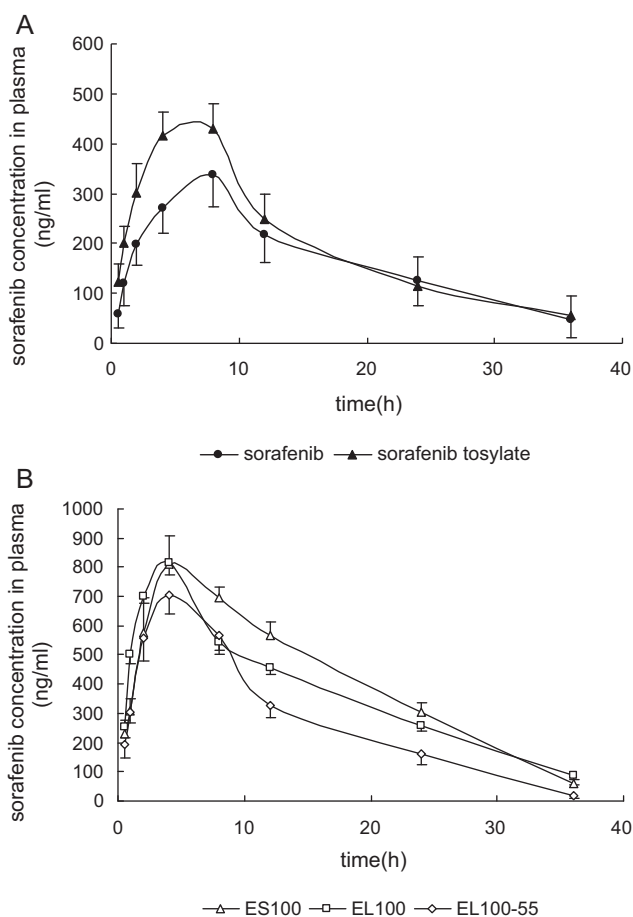 A
sorafenib concentration in plasma
(ng/ml)
600
500
400
300
200
100
0
0 10 20 30 40
time(h)
sorafenib sorafenib tosylate
B
sorafenib concentration in plasma
(ng/ml)
1000
900
800
700
600
500
400
300
200
100
0
0 10 20 30 40
time(h)
ES100 EL100 EL100-55